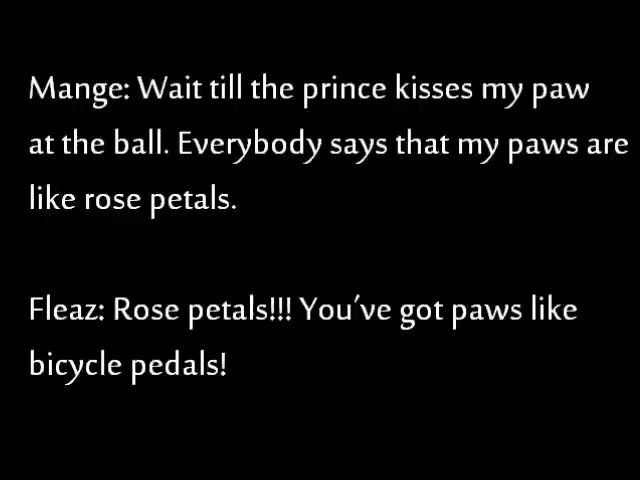 Mange: Wait till the prince kisses my paw
at the ball. Everybody says that my paws are
like rose petals.
Fleaz: Rose petals!!! You've got paws like
bicycle pedals!